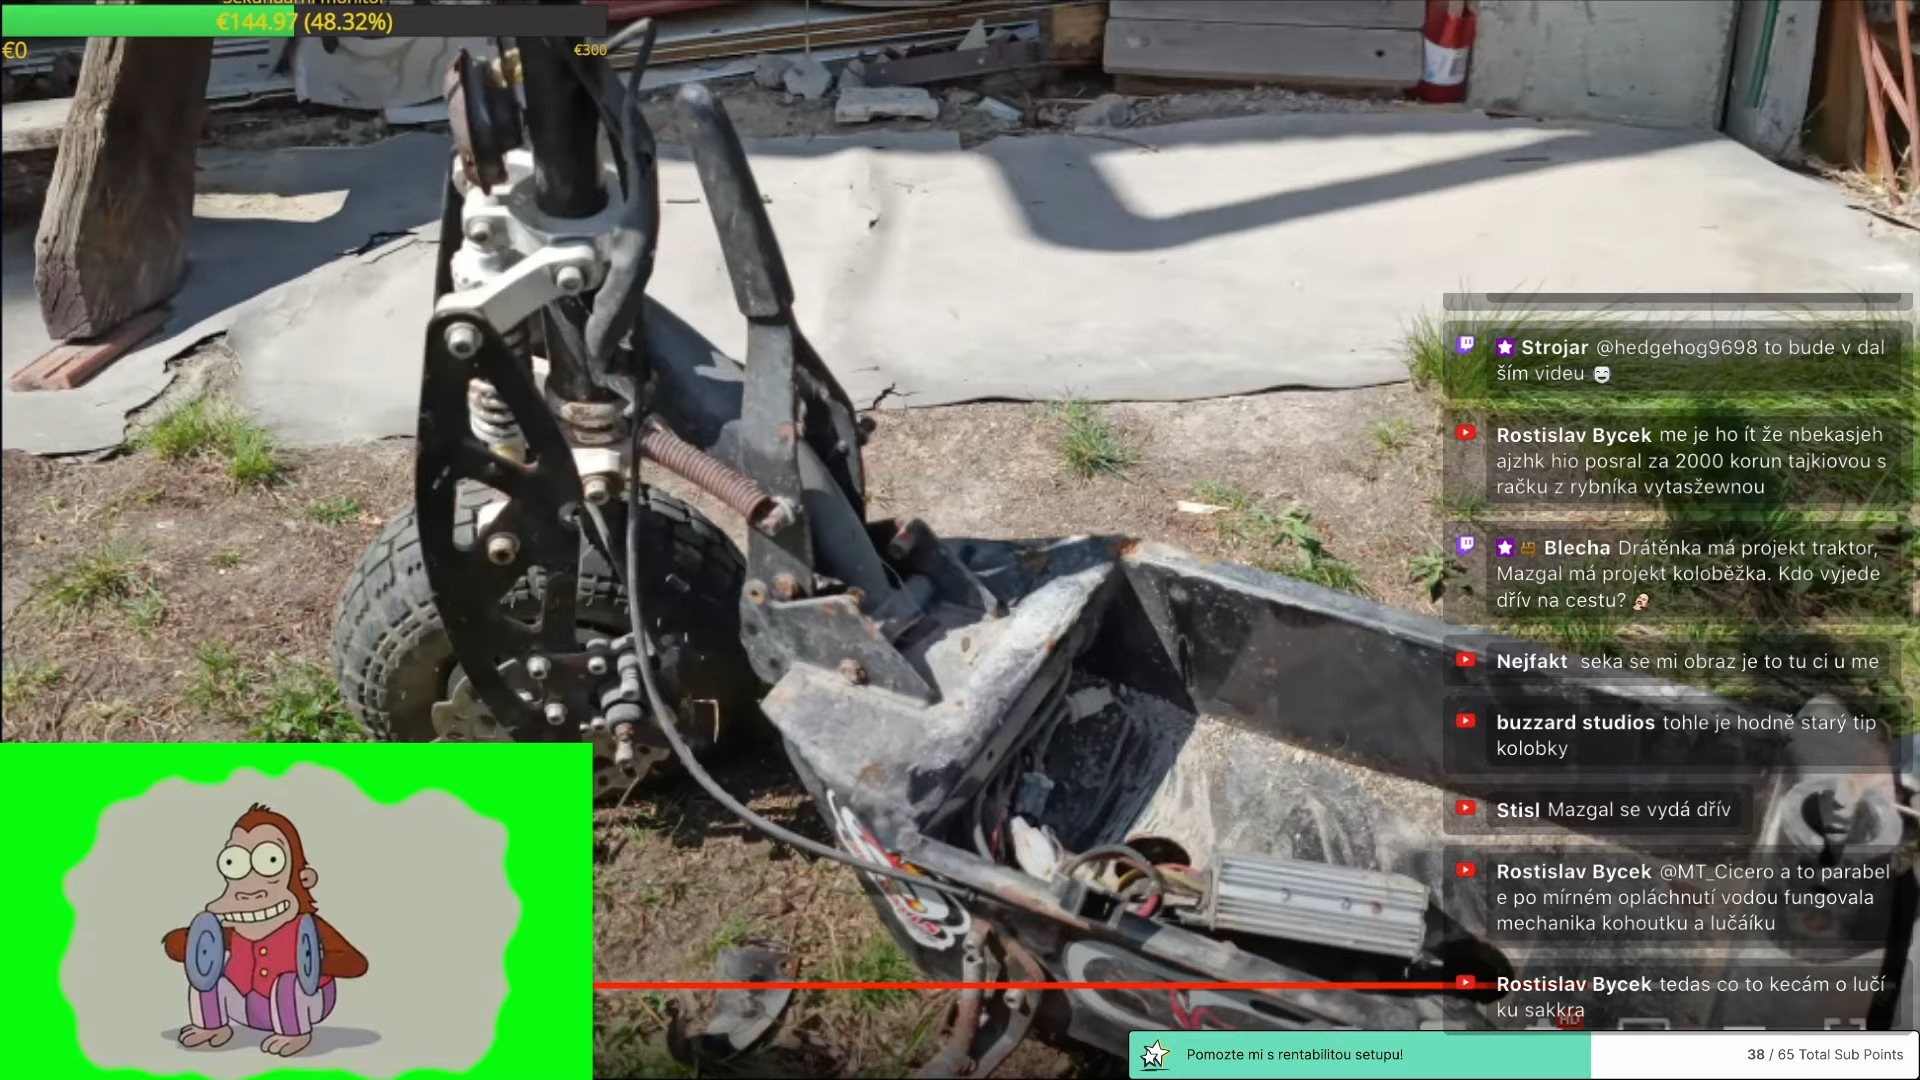 Sekundární monitor
€144.97 (48.32%)
€0
€300
Strojar @hedgehog9698 to bude v dal
ším videu
Rostislav Bycek me je ho ít že nbekasjeh
ajzhk hio posral za 2000 korun tajkiovou s
račku z rybníka vytasžewnou
Blecha Drátěnka má projekt traktor,
Mazgal má projekt koloběžka. Kdo vyjede
dřív na cestu?
Nejfakt seka se mi obraz je to tu ci u me
buzzard studios tohle je hodně starý tip
kolobky
Stisl Mazgal se vydá dřív
Rostislav Bycek @MT_Cicero a to parabel
e po mírném opláchnutí vodou fungovala
mechanika kohoutku a lučáíku
Rostislav Bycek tedas co to kecám o lučí
ku sakkra
HD
Pomozte mi s rentabilitou setupu!
38 / 65 Total Sub Points